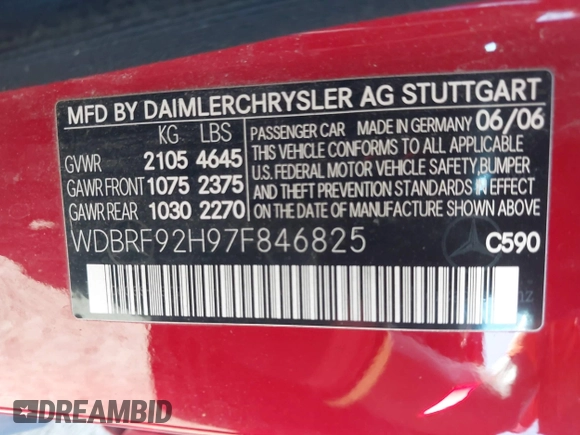 MFD BY DAIMLERCHRYSLER AG STUTTGART
KG LBS
GVWR 2105 4645
GAWR FRONT 1075 2375
GAWR REAR 1030 2270
PASSENGER CAR MADE IN GERMANY 06/06
THIS VEHICLE CONFORMS TO ALL APPLICABLE
U.S. FEDERAL MOTOR VEHICLE SAFETY, BUMPER
AND THEFT PREVENTION STANDARDS IN EFFECT
ON THE DATE OF MANUFACTURE SHOWN ABOVE.
WDBRF92H97F846825
C590
DREAMBID